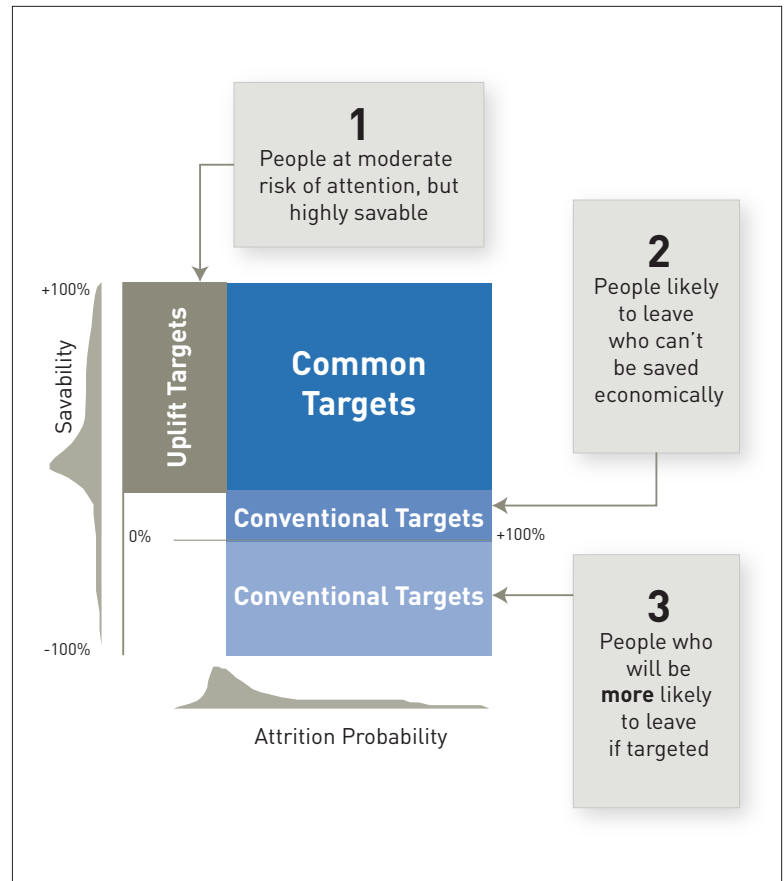 1
People at moderate
risk of attention, but
highly savable
2
People likely
to leave
who can't
be saved
economically
+100%
Savability
Uplift Targets
Common
Targets
Conventional Targets
0%
+100%
Conventional Targets
-100%
3
People who
will be
more likely
to leave
if targeted
Attrition Probability